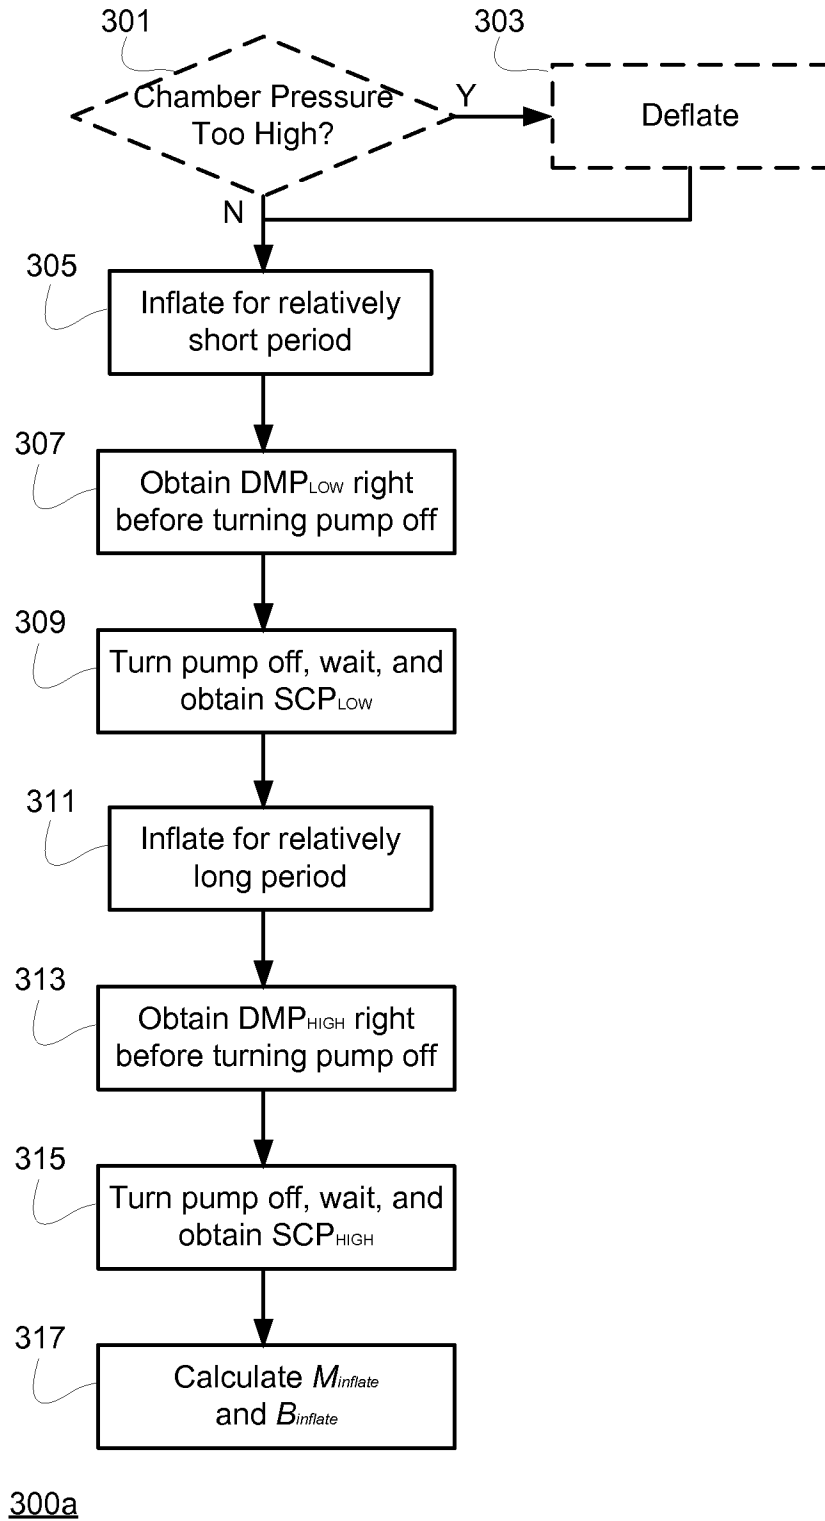 301
303
Chamber Pressure
Too High?
Y
Deflate
N
305
Inflate for relatively
short period
307
Obtain DMPLOW right
before turning pump off
309
Turn pump off, wait, and
obtain SCPLOW
311
Inflate for relatively
long period
313
Obtain DMPHIGH right
before turning pump off
315
Turn pump off, wait, and
obtain SCPHIGH
317
Calculate Minflate
and Binflate
300a